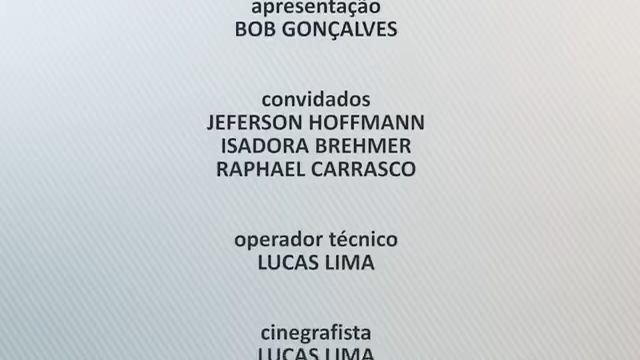 apresentação
BOB GONÇALVES
convidados
JEFERSON HOFFMANN
ISADORA BREHMER
RAPHAEL CARRASCO
operador técnico
LUCAS LIMA
cinegrafista
LUCAS LIMA